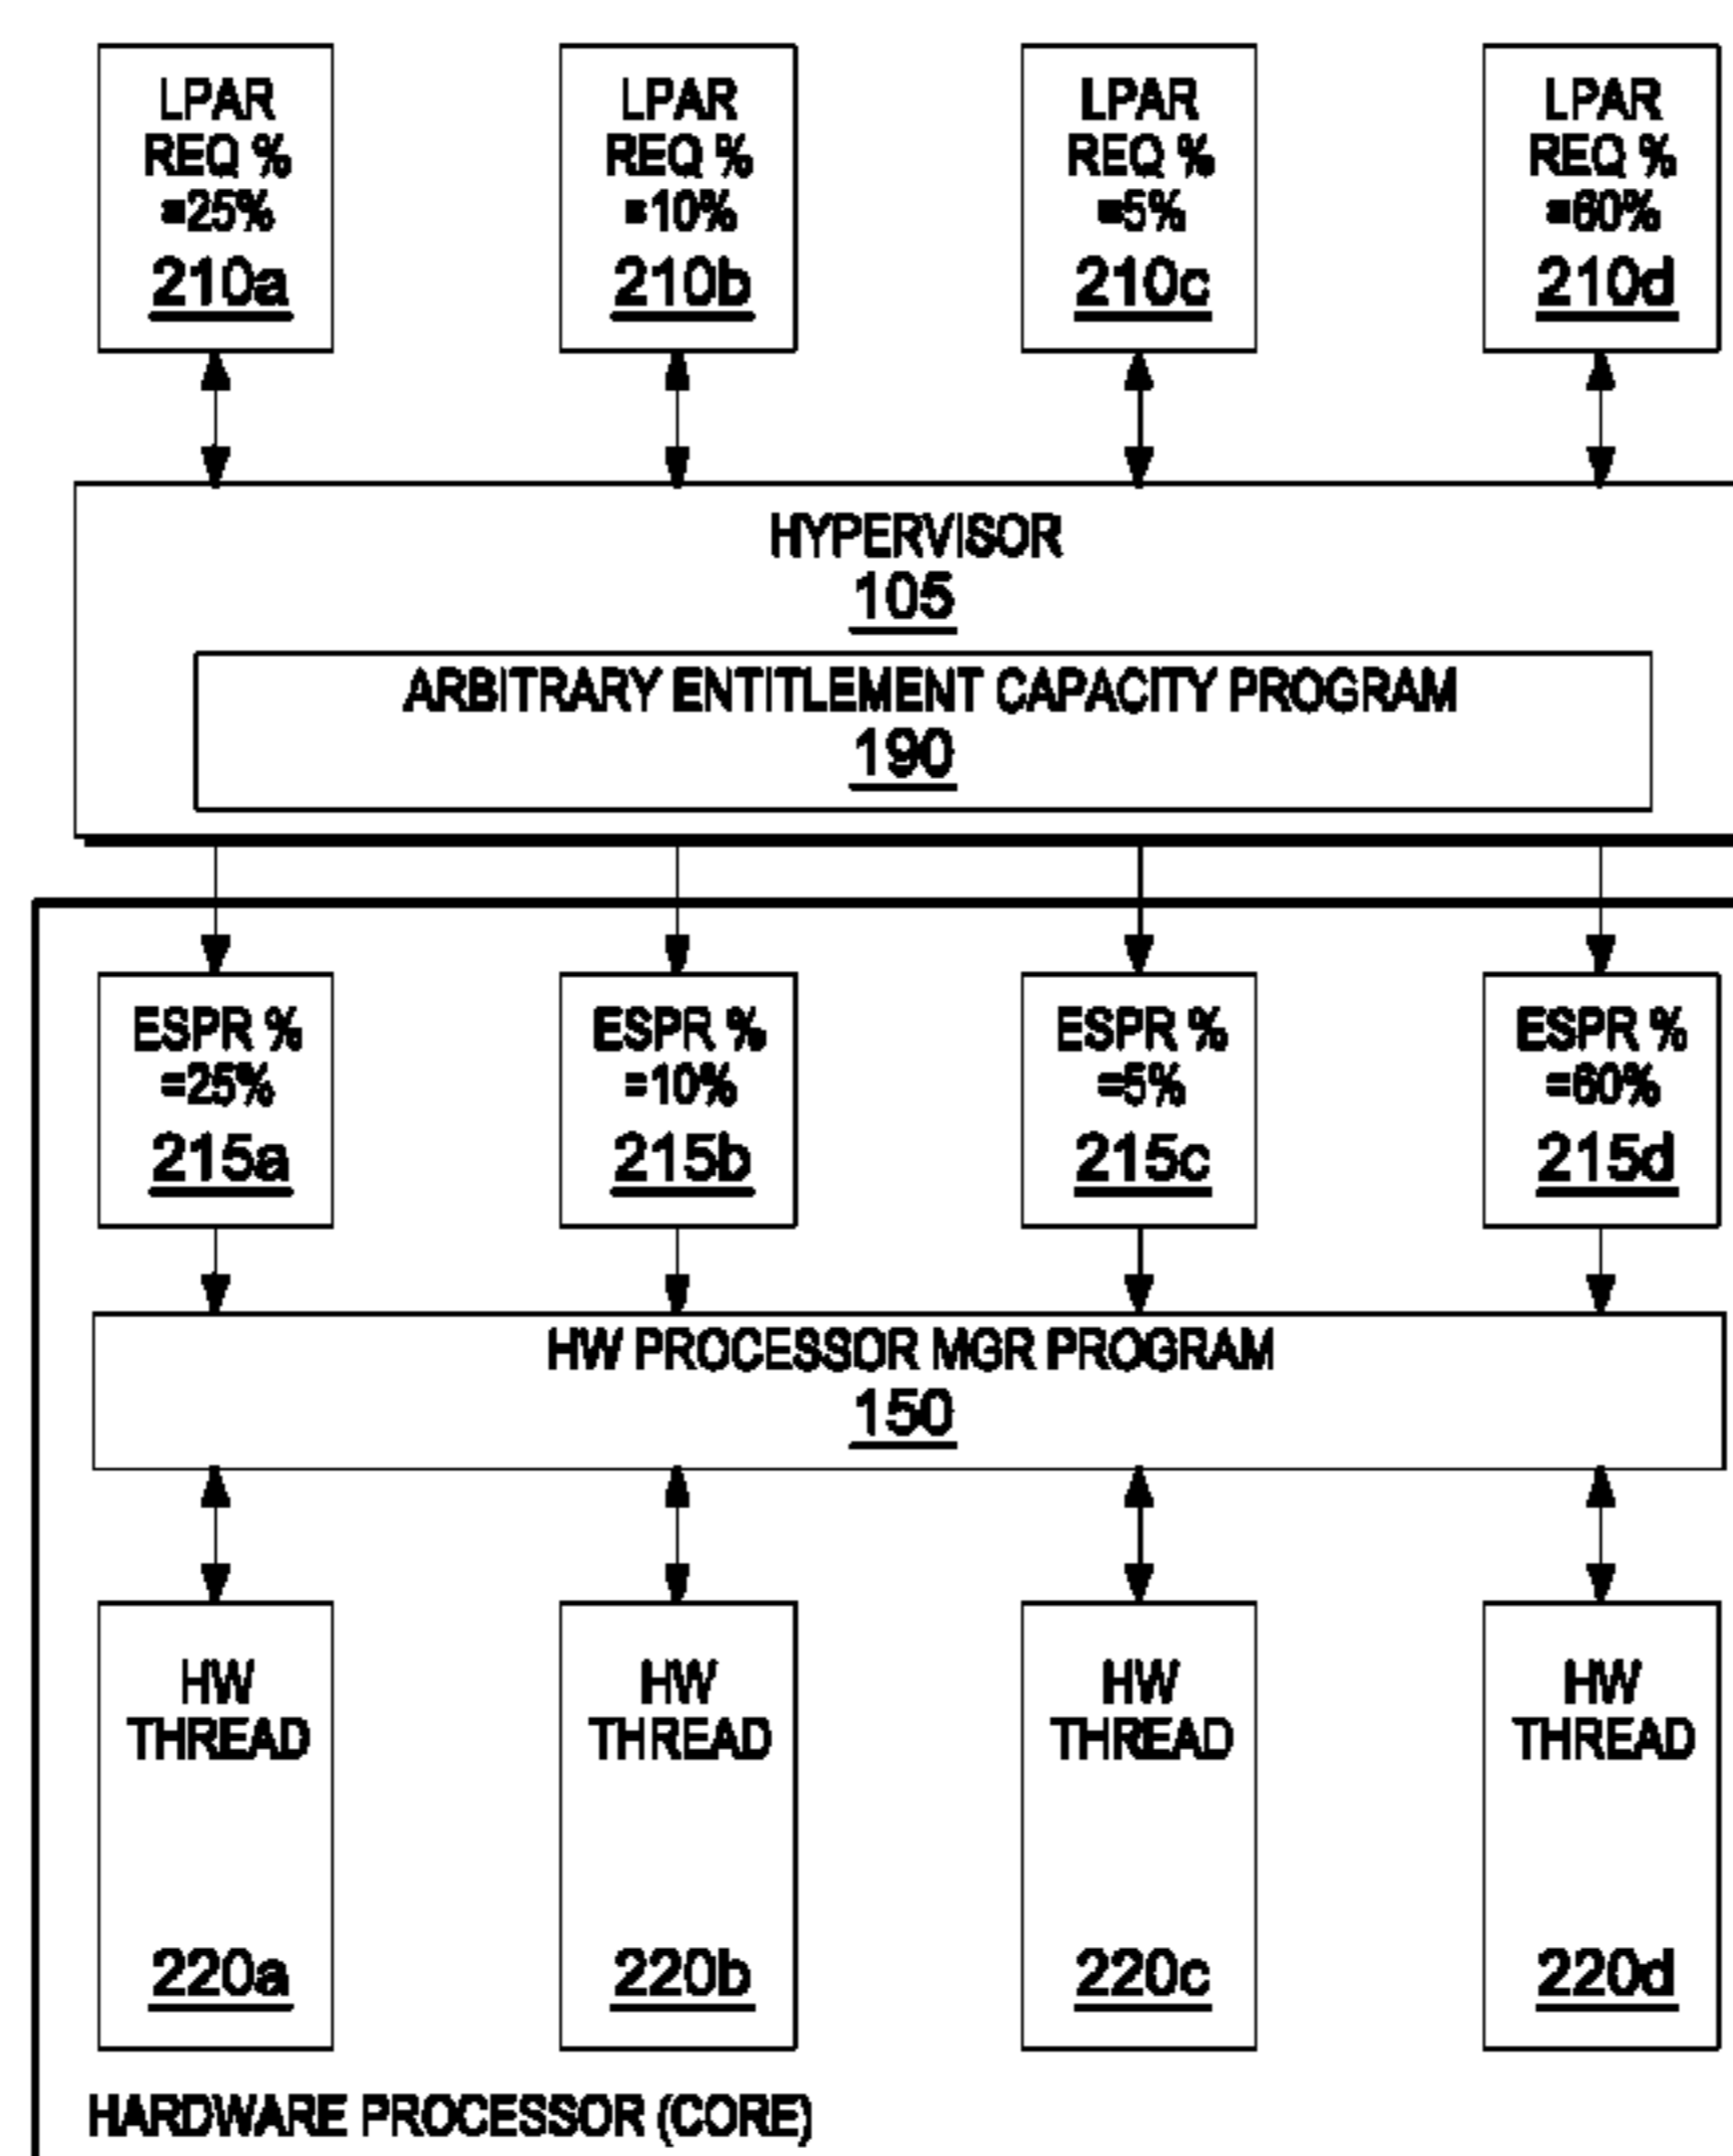 LPAR
REQ %
=25%
210a
LPAR
REQ %
=10%
210b
LPAR
REQ %
=5%
210c
LPAR
REQ %
=60%
210d
HYPERVISOR
105
ARBITRARY ENTITLEMENT CAPACITY PROGRAM
190
ESPR %
=25%
215a
ESPR %
=10%
215b
ESPR %
=5%
215c
ESPR %
=60%
215d
HW PROCESSOR MGR PROGRAM
150
HW
THREAD
220a
HW
THREAD
220b
HW
THREAD
220c
HW
THREAD
220d
HARDWARE PROCESSOR (CORE)